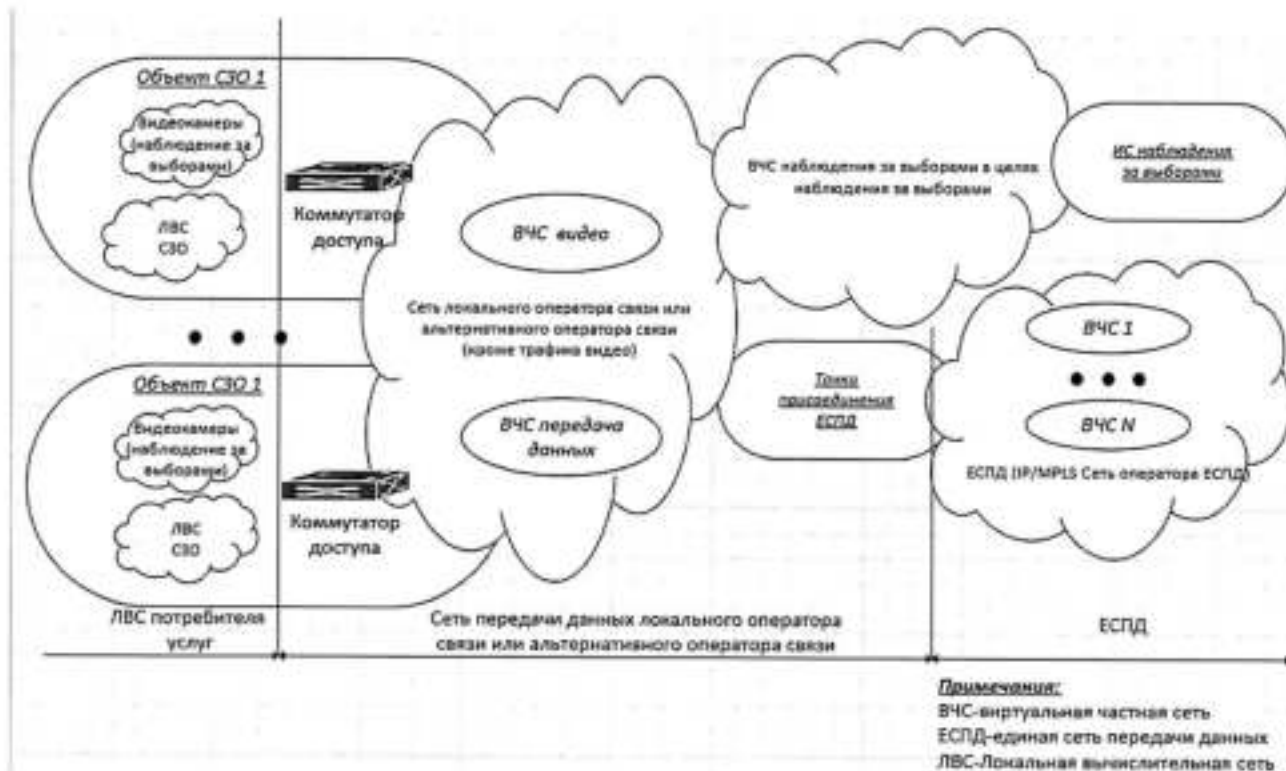 Объект СЗО 1
Видеокамеры
(наблюдение за
выборами)
ЛВС
СЗО
Коммутатор
доступа
Объект СЗО 1
Видеокамеры
(наблюдение за
выборами)
ЛВС
СЗО
Коммутатор
доступа
ВЧС видео
Сеть локального оператора связи или
альтернативного оператора связи
(кроме трафика видео)
ВЧС передача
данных
ВЧС наблюдения за выборами в целях
наблюдения за выборами
ИС наблюдения
за выборами
Точки
присоединения
ЕСПД
ВЧС 1
ВЧС N
ЕСПД (IP/MPLS Сеть оператора ЕСПД)
ЛВС потребителя
услуг
Сеть передачи данных локального оператора
связи или альтернативного оператора связи
ЕСПД
Примечания:
ВЧС-виртуальная частная сеть
ЕСПД-единая сеть передачи данных
ЛВС-Локальная вычислительная сеть